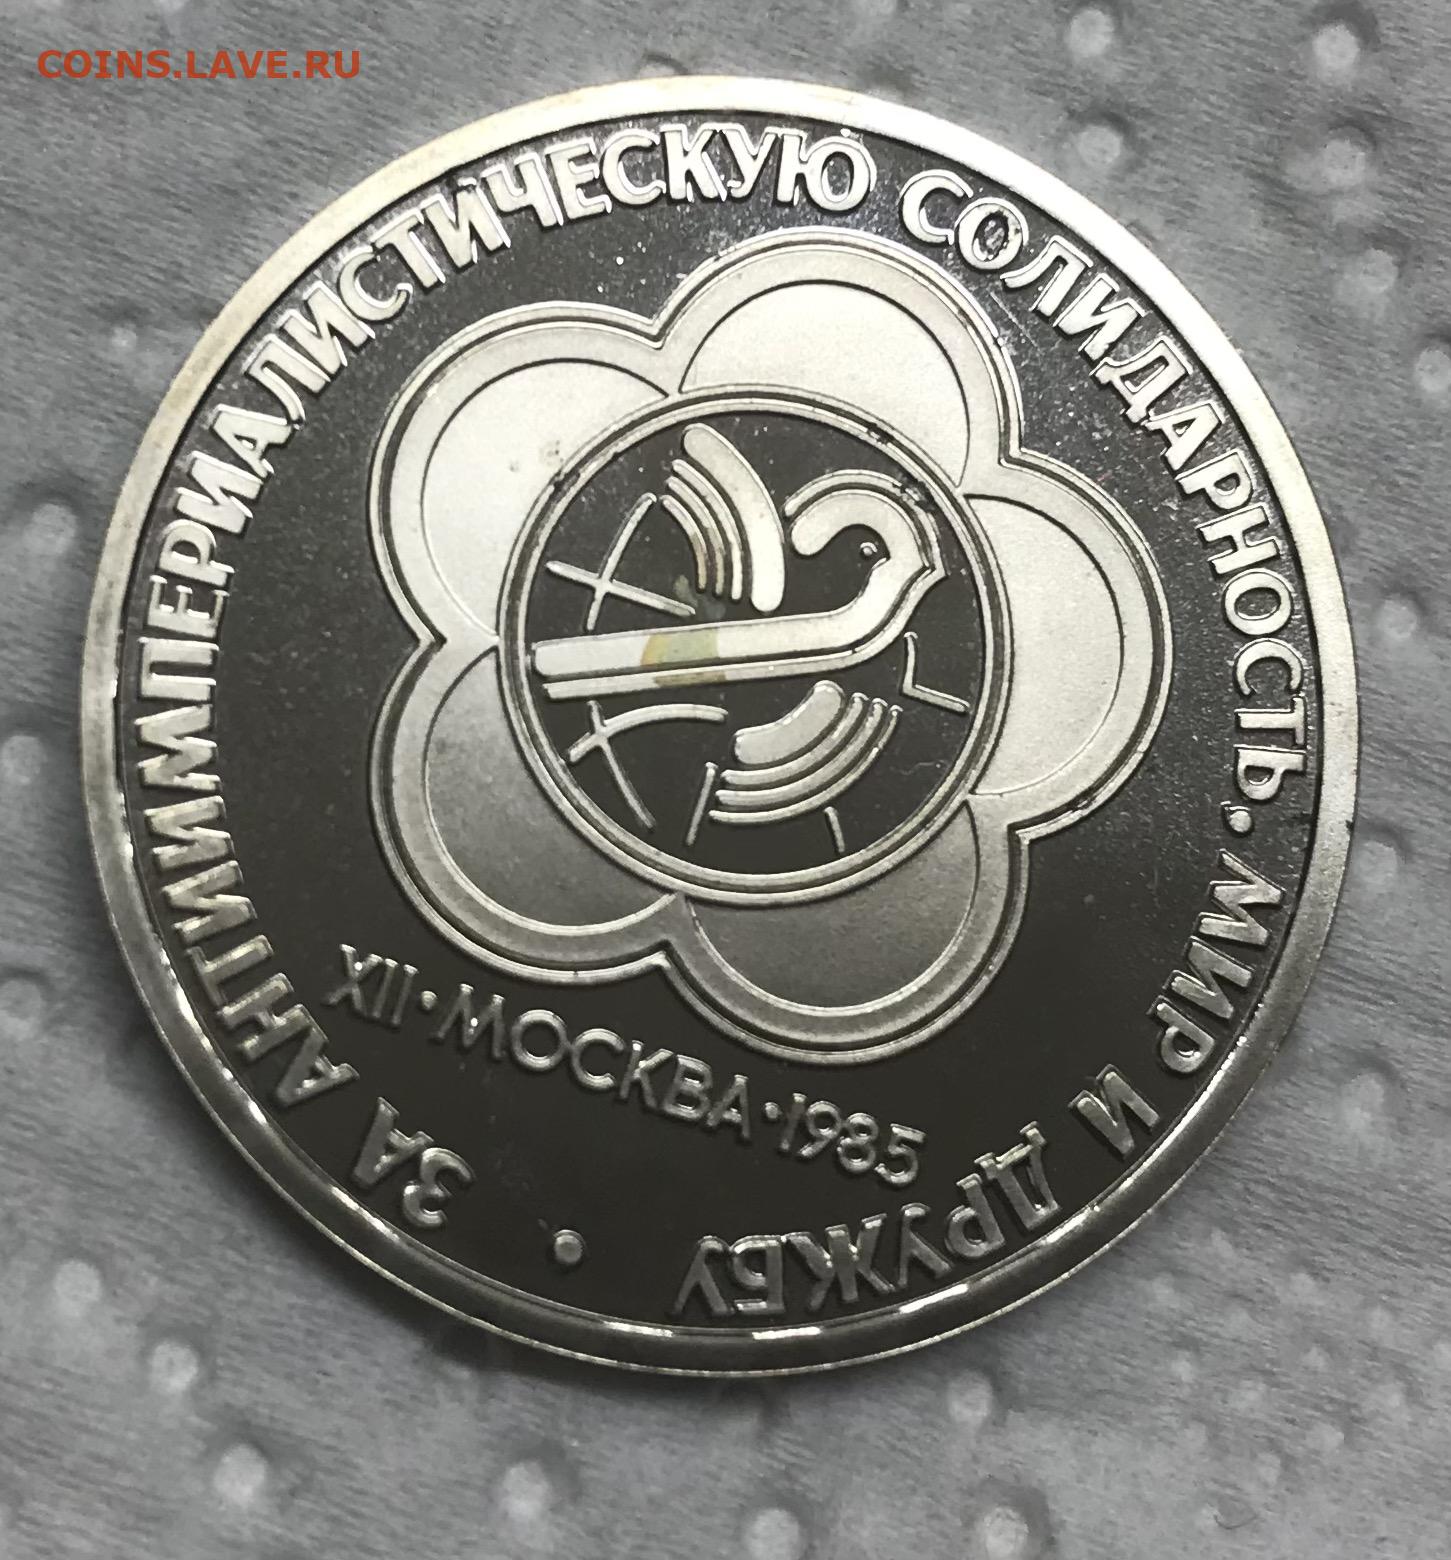 COINS.LAVE.RU
ЗА АНТИИМПЕРИАЛИСТИЧЕСКУЮ СОЛИДАРНОСТЬ, МИР И ДРУЖБУ •
XII•МОСКВА•1985